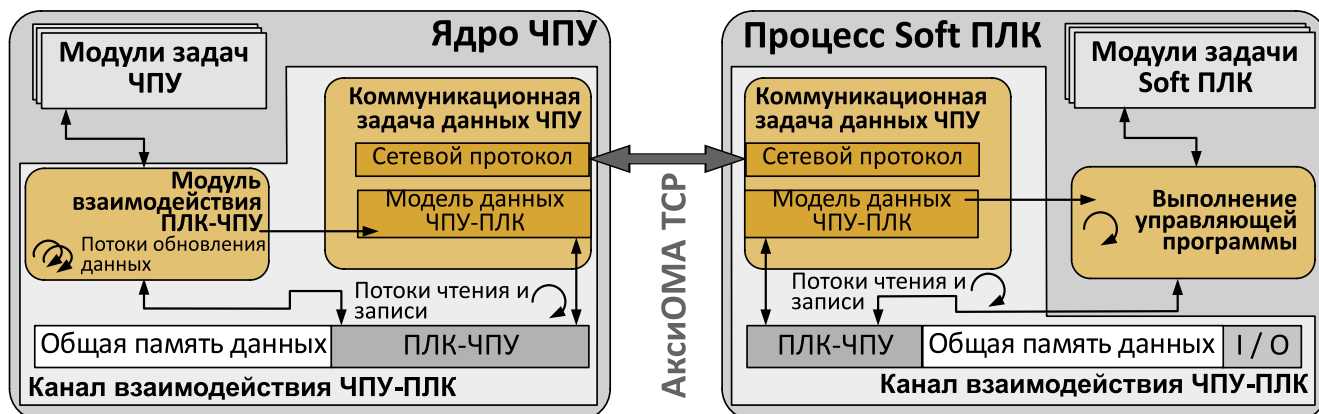 Ядро ЧПУ
Модули задач
ЧПУ
Коммуникационная
задача данных ЧПУ
Сетевой протокол
Модель данных
ЧПУ-ПЛК
Модуль
взаимодействия
ПЛК-ЧПУ
Потоки обновления
данных
Потоки чтения и
записи
Общая память данных
ПЛК-ЧПУ
Канал взаимодействия ЧПУ-ПЛК
АксиОМА TCP
Процесс Soft ПЛК
Модули задачи
Soft ПЛК
Коммуникационная
задача данных ЧПУ
Сетевой протокол
Модель данных
ЧПУ-ПЛК
Выполнение
управляющей
программы
Потоки чтения и
записи
ПЛК-ЧПУ
Общая память данных
I / O
Канал взаимодействия ЧПУ-ПЛК